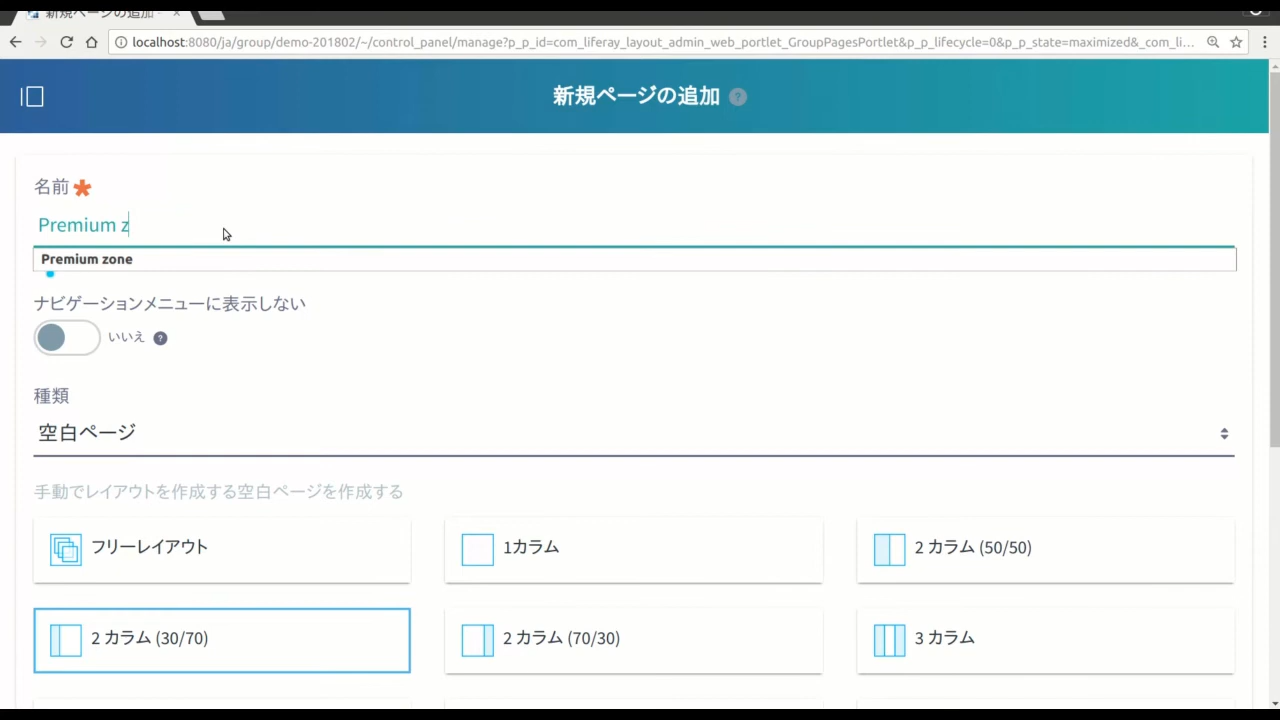 新規ページの追加 -
localhost:8080/ja/group/demo-201802/~/control_panel/manage?p_p_id=com_liferay_layout_admin_web_portlet_GroupPagesPortlet&p_p_lifecycle=0&p_p_state=maximized&_com_li...
新規ページの追加 ?
名前 *
Premium z
Premium zone
ナビゲーションメニューに表示しない
いいえ ?
種類
空白ページ
手動でレイアウトを作成する空白ページを作成する
フリーレイアウト
1カラム
2 カラム (50/50)
2 カラム (30/70)
2 カラム (70/30)
3 カラム